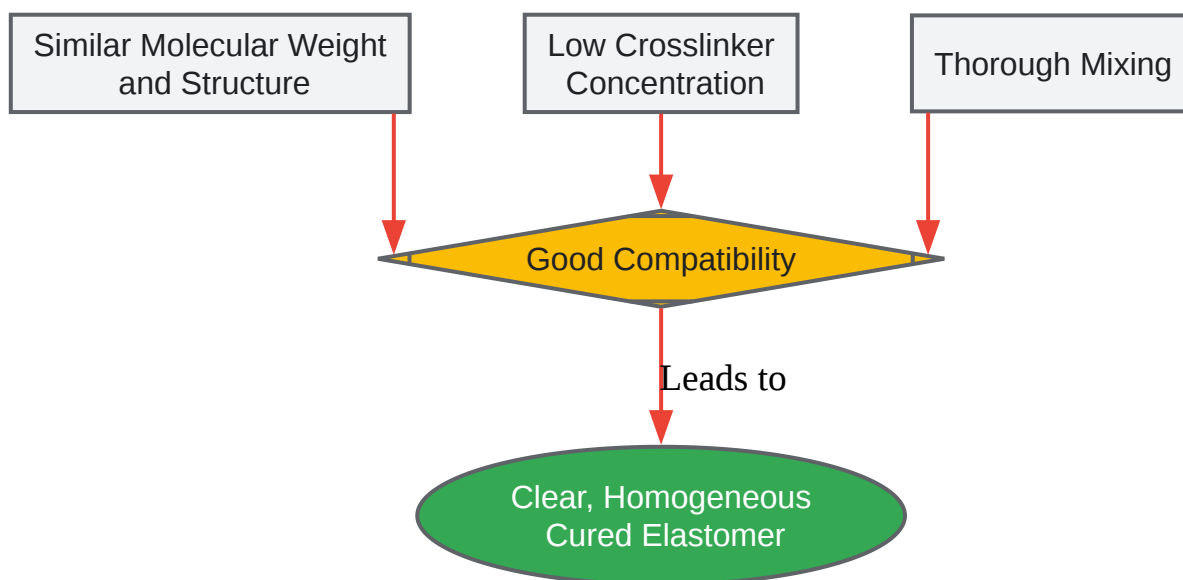 Similar Molecular Weight
and Structure
Low Crosslinker
Concentration
Thorough Mixing
Good Compatibility
Leads to
Clear, Homogeneous
Cured Elastomer